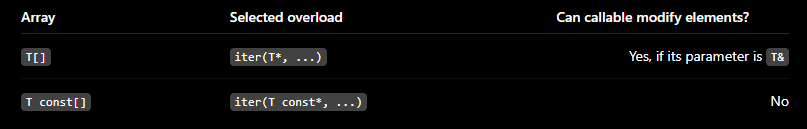 Array Selected overload Can callable modify elements?
T[] iter(T*, ...) Yes, if its parameter is T&
T const[] iter(T const*, ...) No